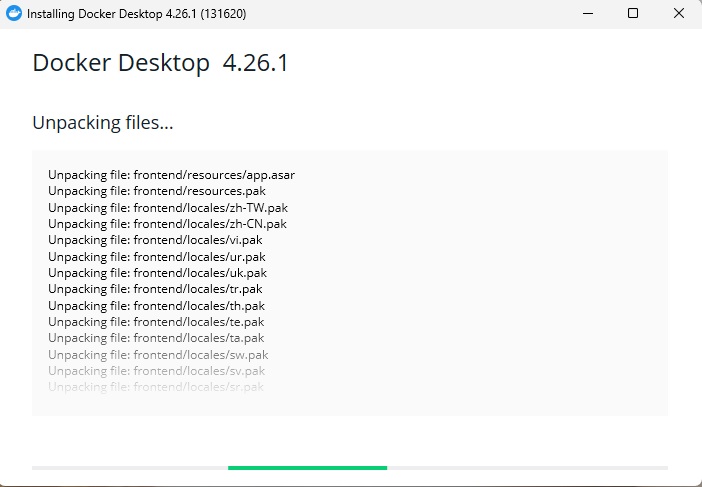 Installing Docker Desktop 4.26.1 (131620)
Docker Desktop 4.26.1
Unpacking files...
Unpacking file: frontend/resources/app.asar
Unpacking file: frontend/resources.pak
Unpacking file: frontend/locales/zh-TW.pak
Unpacking file: frontend/locales/zh-CN.pak
Unpacking file: frontend/locales/vi.pak
Unpacking file: frontend/locales/ur.pak
Unpacking file: frontend/locales/uk.pak
Unpacking file: frontend/locales/tr.pak
Unpacking file: frontend/locales/th.pak
Unpacking file: frontend/locales/te.pak
Unpacking file: frontend/locales/ta.pak
Unpacking file: frontend/locales/sw.pak
Unpacking file: frontend/locales/sv.pak
Unpacking file: frontend/locales/sr.pak